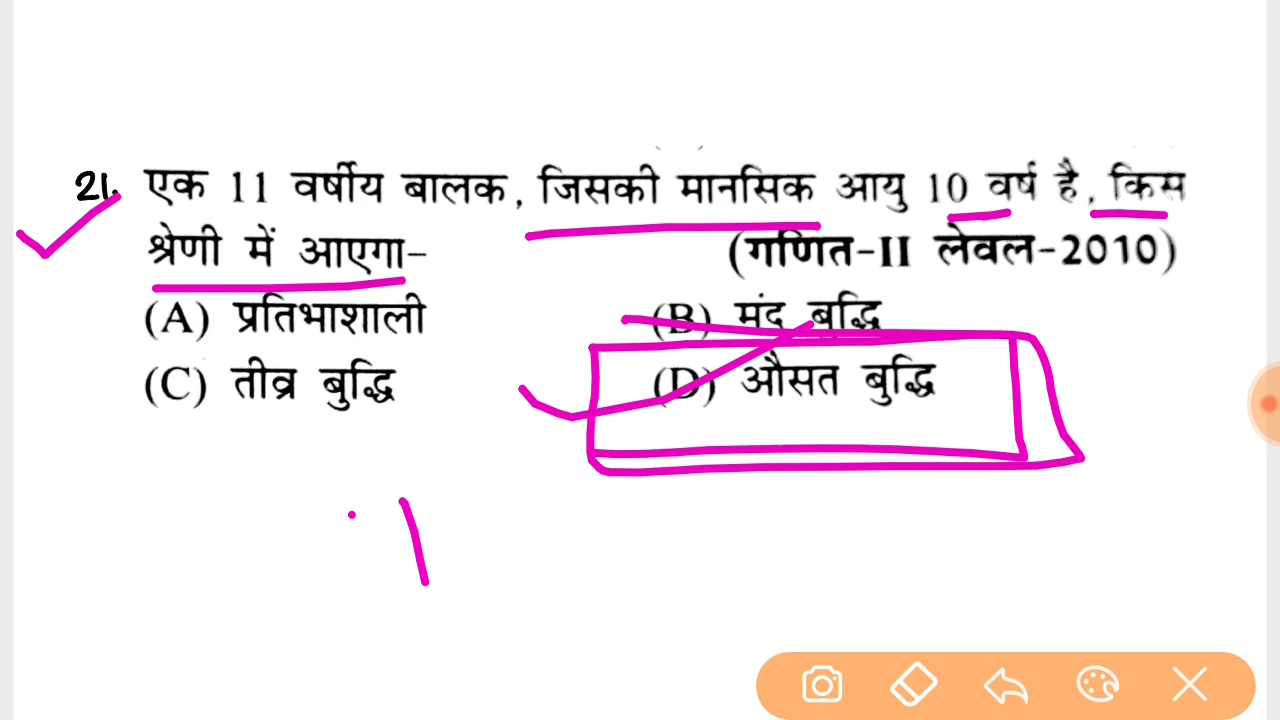 21. एक 11 वर्षीय बालक, जिसकी मानसिक आयु 10 वर्ष है, किस
श्रेणी में आएगा- (गणित-II लेवल-2010)
(A) प्रतिभाशाली (B) मंद बुद्धि
(C) तीव्र बुद्धि (D) औसत बुद्धि